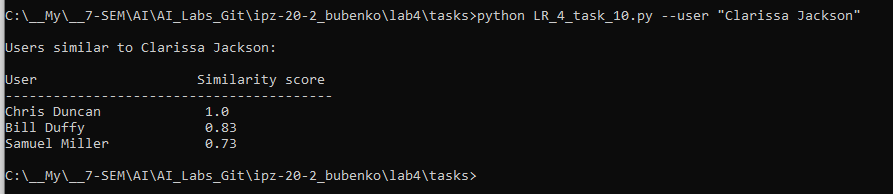 C:\__My\__7-SEM\AI\AI_Labs_Git\ipz-20-2_bubenko\lab4\tasks>python LR_4_task_10.py --user "Clarissa Jackson"
Users similar to Clarissa Jackson:
User                    Similarity score
-----------------------------------------
Chris Duncan             1.0
Bill Duffy               0.83
Samuel Miller            0.73
C:\__My\__7-SEM\AI\AI_Labs_Git\ipz-20-2_bubenko\lab4\tasks>